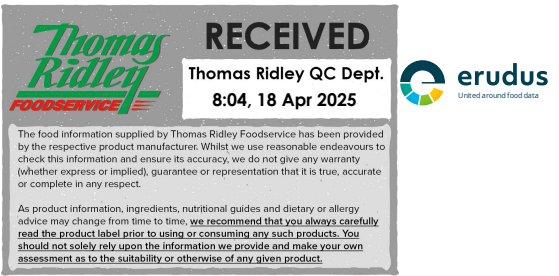 Thomas
Ridley
FOODSERVICE
RECEIVED
Thomas Ridley QC Dept.
8:04, 18 Apr 2025
erudus
United around food data
The food information supplied by Thomas Ridley Foodservice has been provided
by the respective product manufacturer. Whilst we use reasonable endeavours to
check this information and ensure its accuracy, we do not give any warranty
(whether express or implied), guarantee or representation that it is true, accurate
or complete in any respect.
As product information, ingredients, nutritional guides and dietary or allergy
advice may change from time to time, we recommend that you always carefully
read the product label prior to using or consuming any such products. You
should not solely rely upon the information we provide and make your own
assessment as to the suitability or otherwise of any given product.